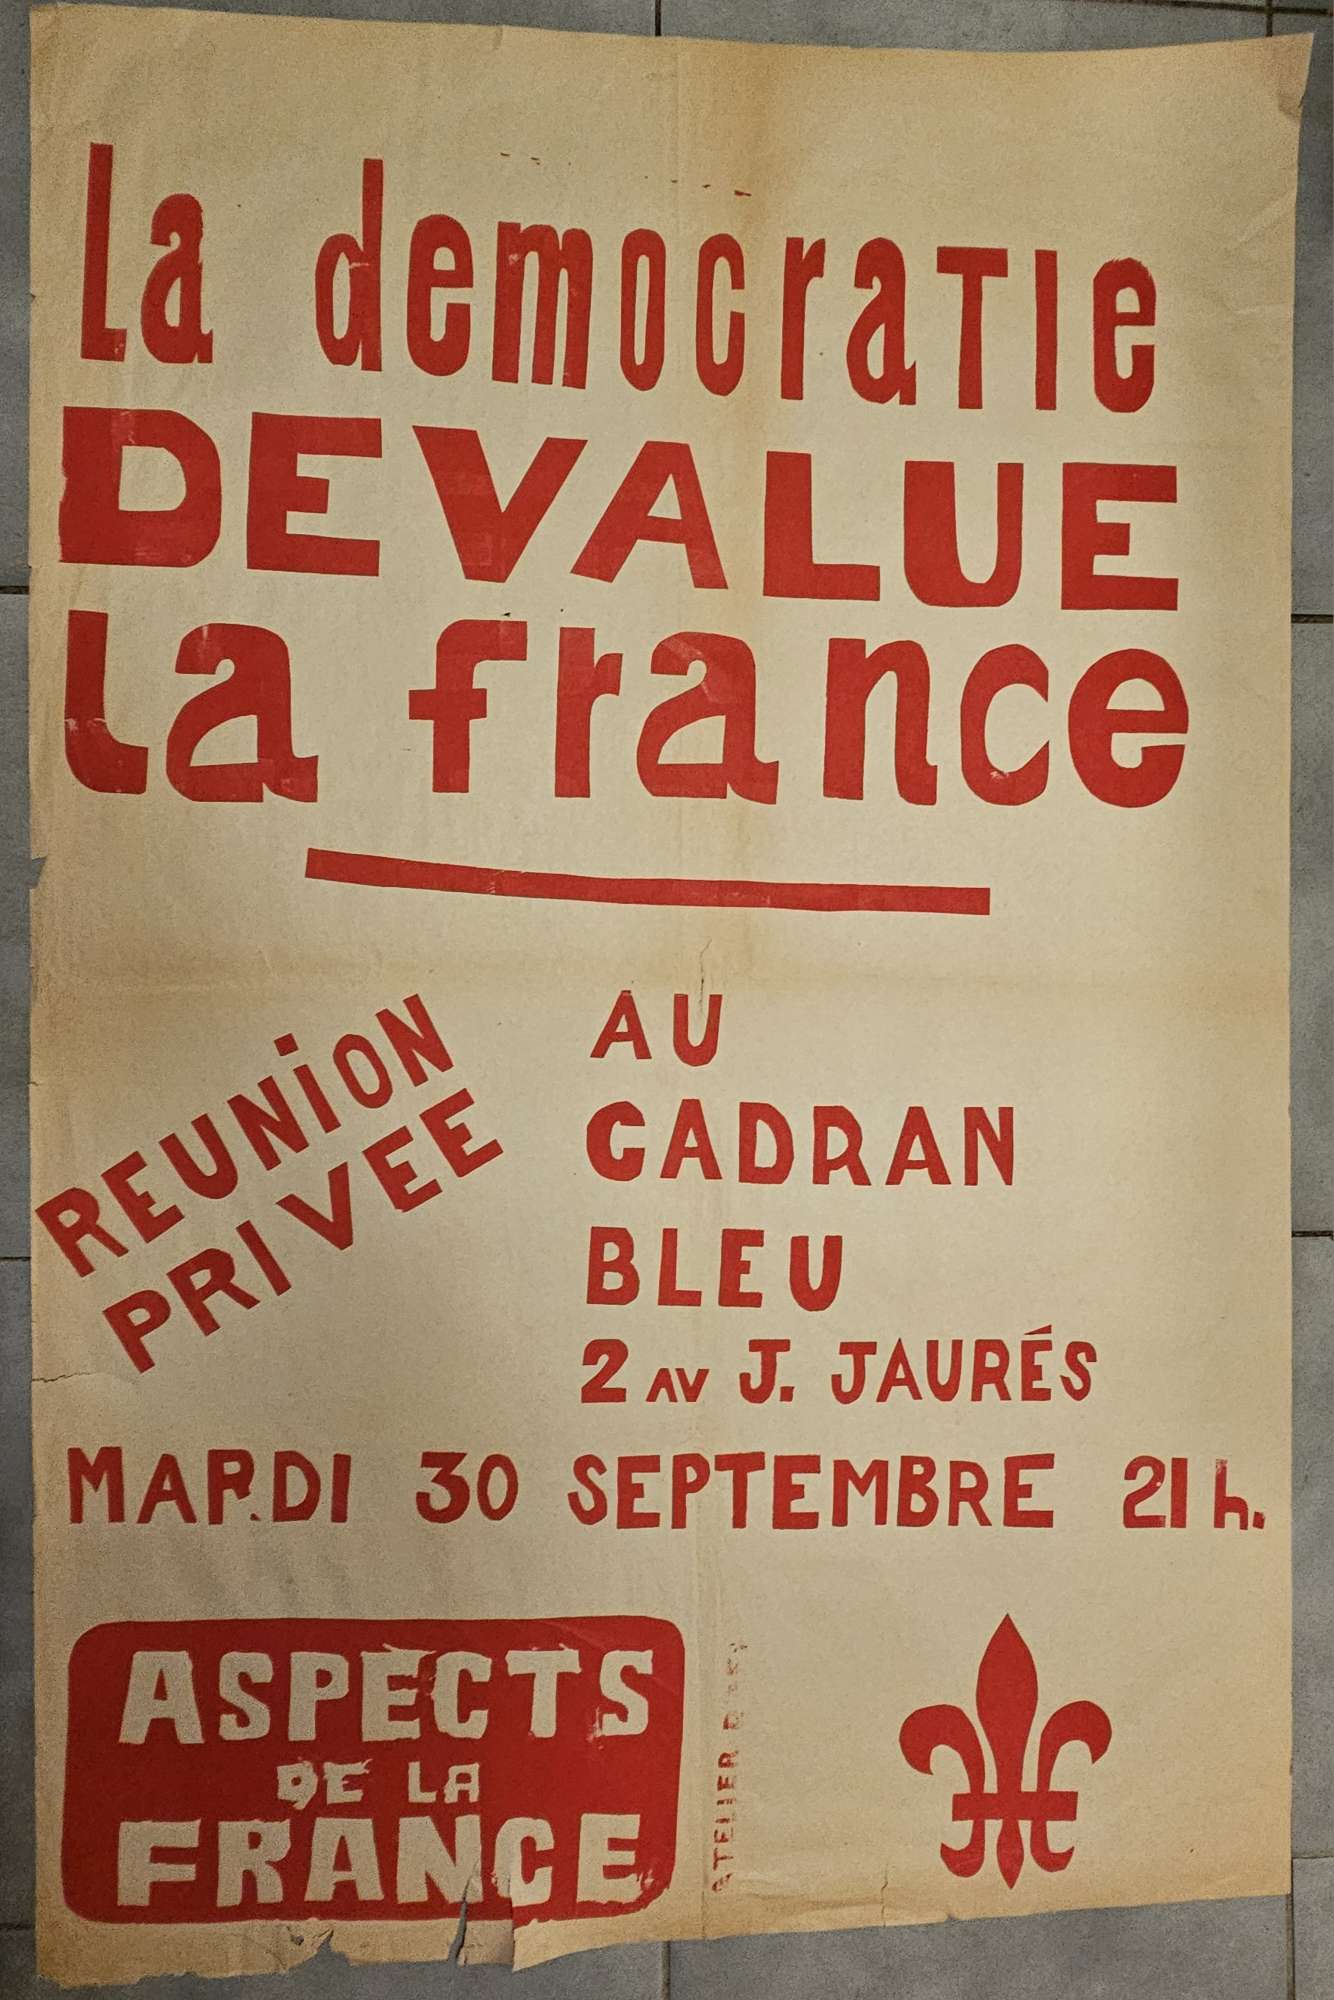 La democratie
DEVALUE
La france
REUNION
PRIVEE
AU
CADRAN
BLEU
2 AV J. JAURÉS
MARDI 30 SEPTEMBRE 21 h.
ASPECTS
DE LA
FRANCE
ATELIER